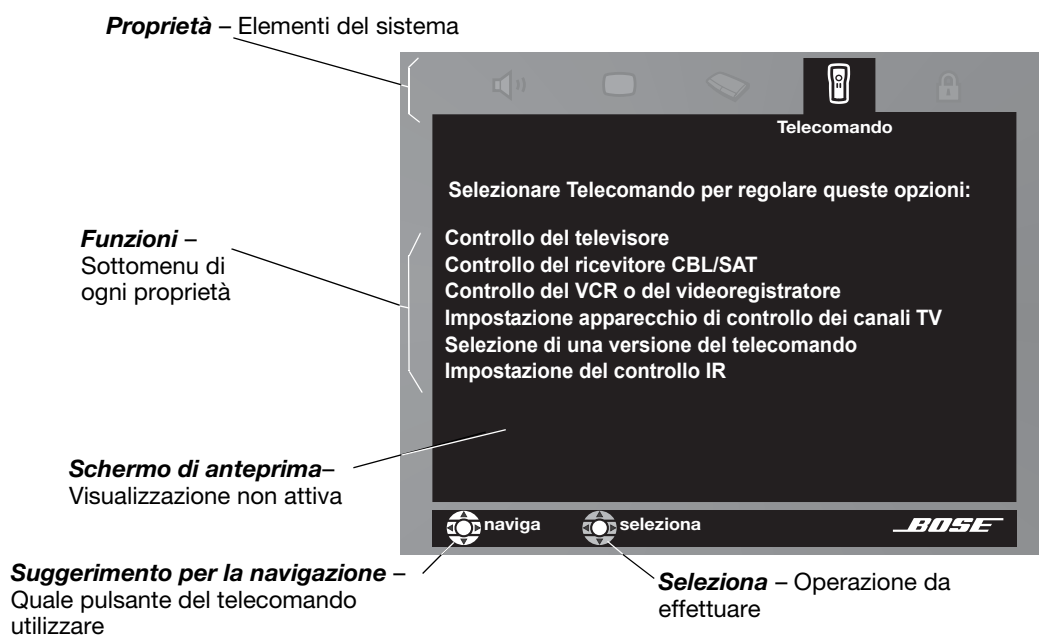 Proprietà – Elementi del sistema
Telecomando
Selezionare Telecomando per regolare queste opzioni:
Funzioni –
Sottomenu di
ogni proprietà
Controllo del televisore
Controllo del ricevitore CBL/SAT
Controllo del VCR o del videoregistratore
Impostazione apparecchio di controllo dei canali TV
Selezione di una versione del telecomando
Impostazione del controllo IR
Schermo di anteprima–
Visualizzazione non attiva
naviga
seleziona
BOSE
Suggerimento per la navigazione –
Quale pulsante del telecomando
utilizzare
Seleziona – Operazione da
effettuare